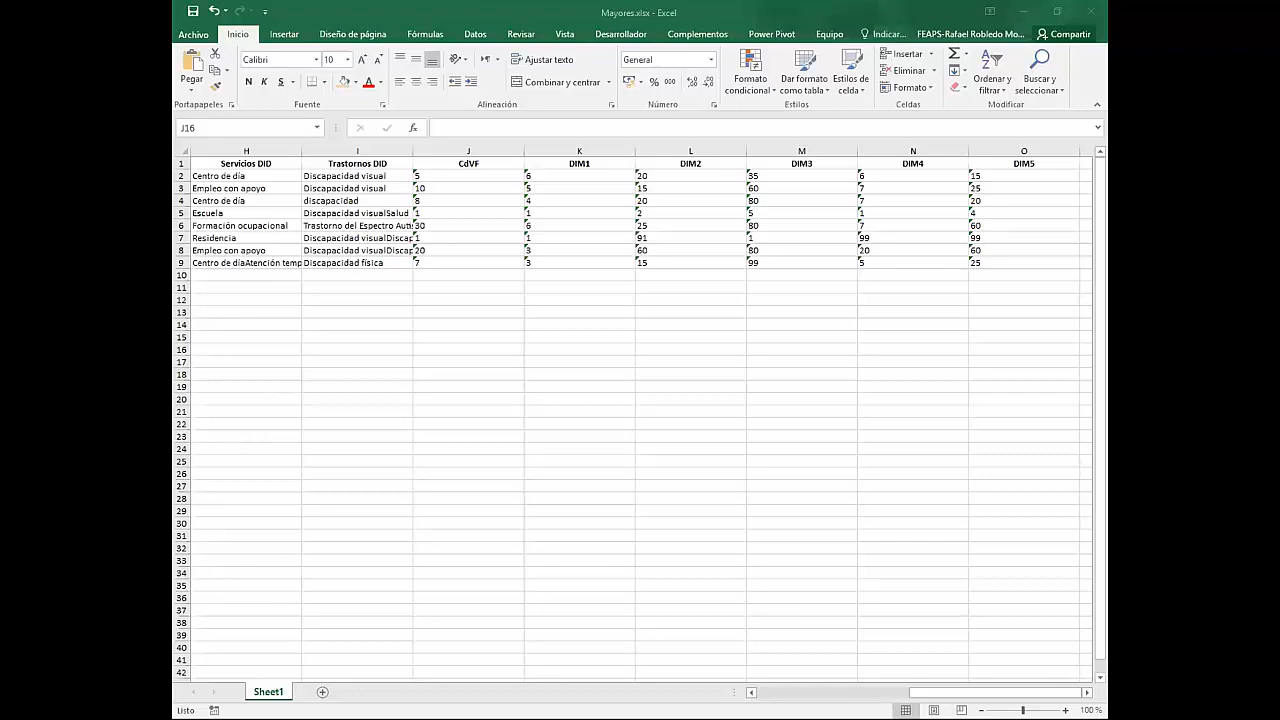 Mayores.xlsx - Excel
Archivo Inicio Insertar Diseño de página Fórmulas Datos Revisar Vista Desarrollador Complementos Power Pivot Equipo Indicar... FEAPS-Rafael Robledo Mo... Compartir
Pegar Calibri 10 Ajustar texto General Formato condicional Dar formato como tabla Estilos de celda Insertar Ordenar y filtrar Buscar y seleccionar
N K S Combinar y centrar % 000 Eliminar
Formato
Portapapeles Fuente Alineación Número Estilos Celdas Modificar
J16 fx
H I J K L M N O
1 Servicios DID Trastornos DID CdVF DIM1 DIM2 DIM3 DIM4 DIM5
2 Centro de día Discapacidad visual 5 6 20 35 6 15
3 Empleo con apoyo Discapacidad visual 10 5 15 60 7 25
4 Centro de día discapacidad 8 4 20 80 7 20
5 Escuela Discapacidad visualSalud 1 1 2 5 1 4
6 Formación ocupacional Trastorno del Espectro Aut 30 6 25 80 7 60
7 Residencia Discapacidad visualDiscap 1 1 91 1 99 99
8 Empleo con apoyo Discapacidad visualDiscap 20 3 60 80 20 60
9 Centro de díaAtención temp Discapacidad física 7 3 15 99 5 25
10
11
12
13
14
15
16
17
18
19
20
21
22
23
24
25
26
27
28
29
30
31
32
33
34
35
36
37
38
39
40
41
42
Sheet1
Listo 100 %